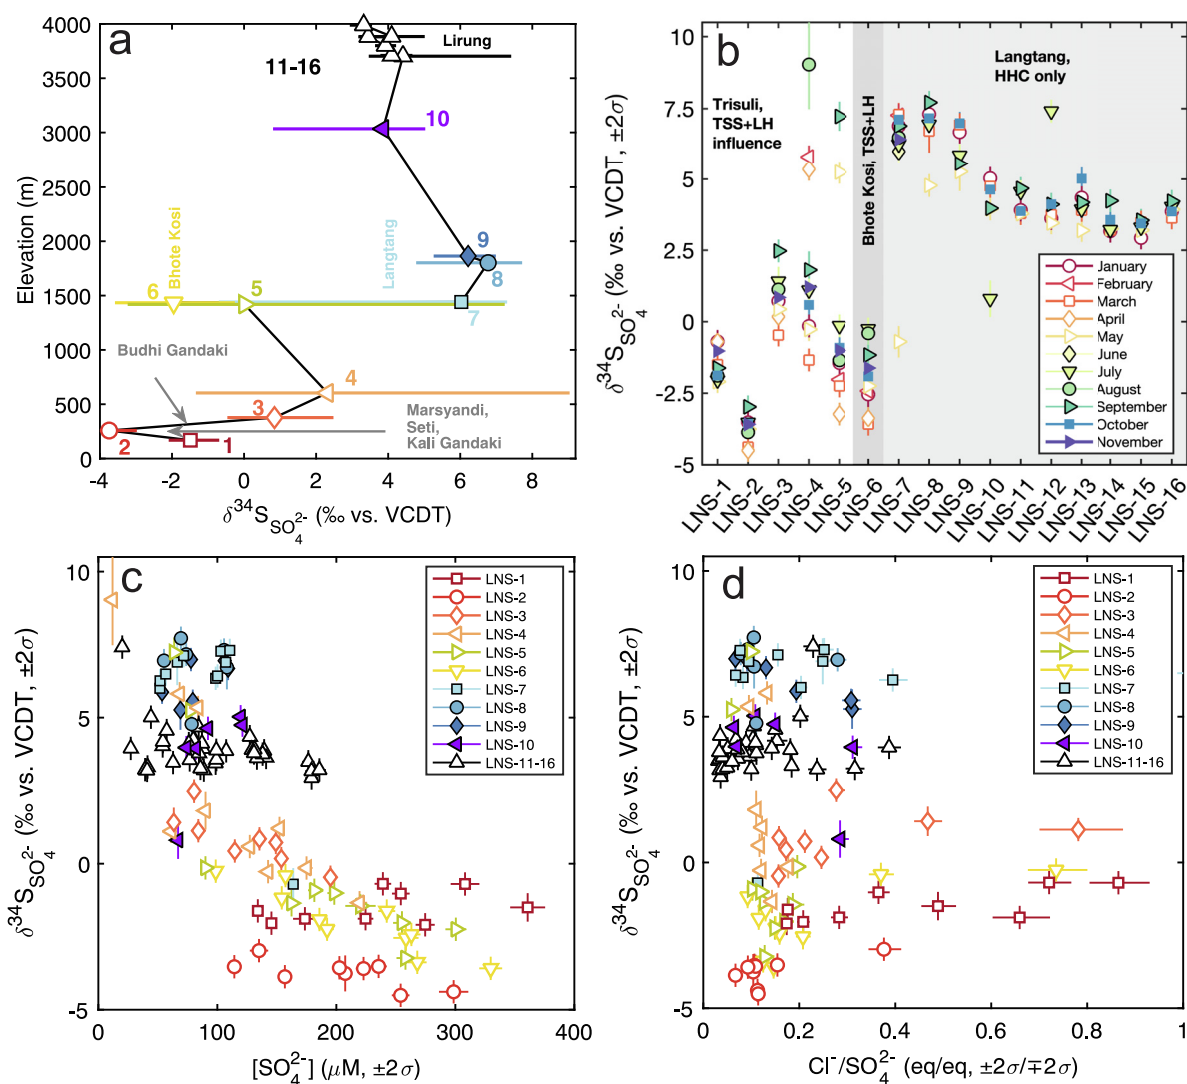 a
4000
3500
3000
2500
2000
1500
1000
500
0
Elevation (m)
-4
-2
0
2
4
6
8
δ³⁴S_SO₄²⁻ (‰ vs. VCDT)
Lirung
11-16
10
9
8
7
Langtang
Bhote Kosi
6
5
4
3
2
1
Budhi Gandaki
Marsyandi,
Seti,
Kali Gandaki
b
10
7.5
5
2.5
0
-2.5
-5
δ³⁴S_SO₄²⁻ (‰ vs. VCDT, ±2σ)
Trisuli,
TSS+LH
influence
Bhote Kosi, TSS+LH
Langtang,
HHC only
January
February
March
April
May
June
July
August
September
October
November
LNS-1
LNS-2
LNS-3
LNS-4
LNS-5
LNS-6
LNS-7
LNS-8
LNS-9
LNS-10
LNS-11
LNS-12
LNS-13
LNS-14
LNS-15
LNS-16
c
10
5
0
-5
δ³⁴S_SO₄²⁻ (‰ vs. VCDT, ±2σ)
0
100
200
300
400
[SO₄²⁻] (μM, ±2σ)
LNS-1
LNS-2
LNS-3
LNS-4
LNS-5
LNS-6
LNS-7
LNS-8
LNS-9
LNS-10
LNS-11-16
d
10
5
0
-5
δ³⁴S_SO₄²⁻ (‰ vs. VCDT, ±2σ)
0
0.2
0.4
0.6
0.8
1
Cl⁻/SO₄²⁻ (eq/eq, ±2σ/∓2σ)
LNS-1
LNS-2
LNS-3
LNS-4
LNS-5
LNS-6
LNS-7
LNS-8
LNS-9
LNS-10
LNS-11-16